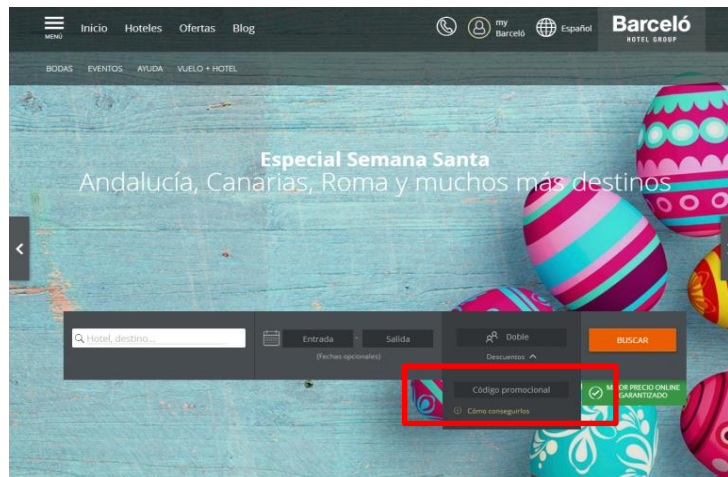 MENÚ
Inicio Hoteles Ofertas Blog
my
Barceló
Español
Barceló
HOTEL GROUP
BODAS EVENTOS AYUDA VUELO + HOTEL
Especial Semana Santa
Andalucía, Canarias, Roma y muchos más destinos
Hotel, destino...
Entrada - Salida
(Fechas opcionales)
Doble
Descuentos
BUSCAR
Código promocional
Cómo conseguirlos
PRECIO ONLINE
GARANTIZADO